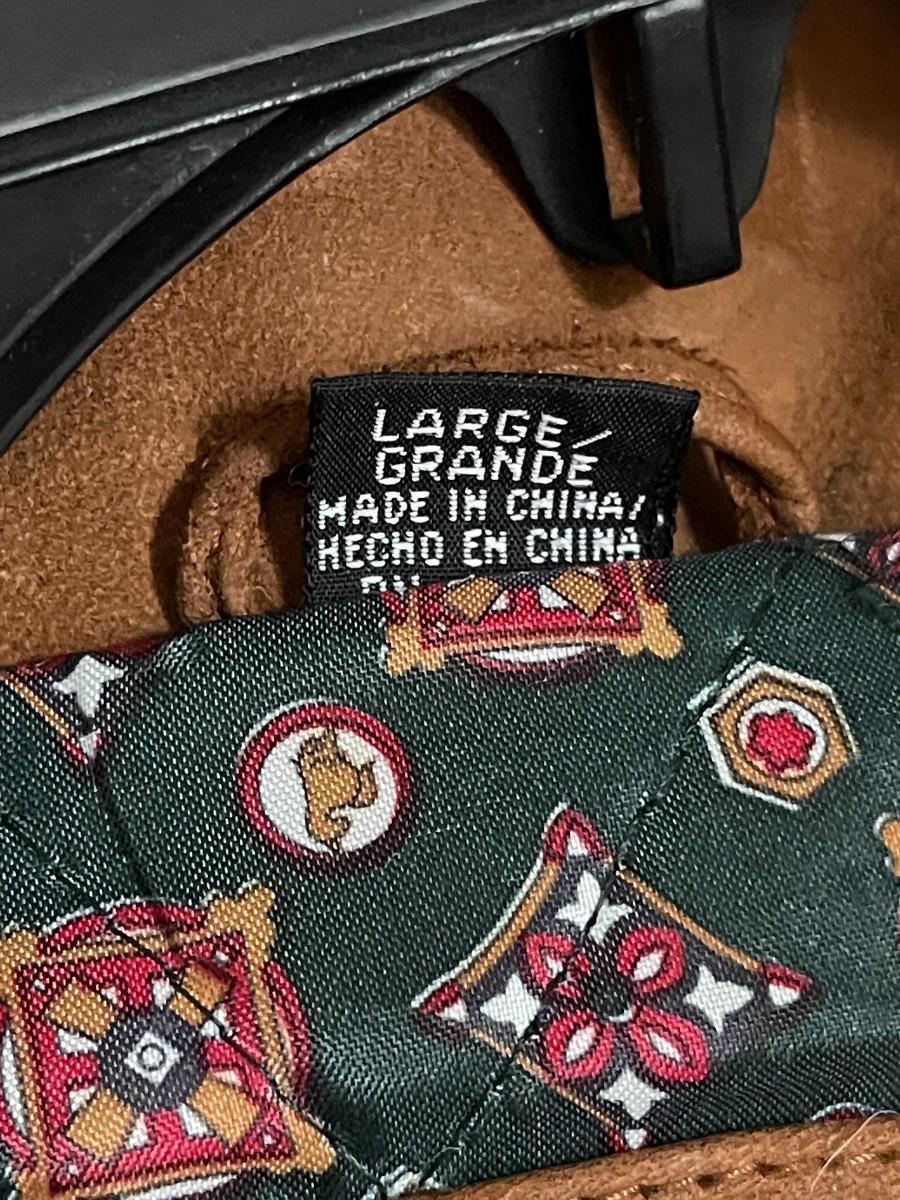 LARGE/
GRANDE
MADE IN CHINA/
HECHO EN CHINA